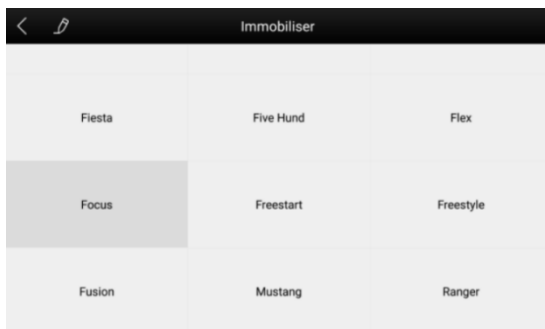 Immobiliser
Fiesta Five Hund Flex
Focus Freestart Freestyle
Fusion Mustang Ranger